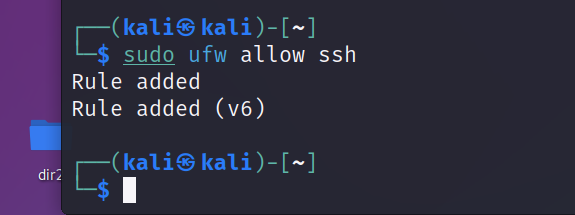 ┌──(kali㉿kali)-[~]
└─$ sudo ufw allow ssh
Rule added
Rule added (v6)
┌──(kali㉿kali)-[~]
dir2
└─$